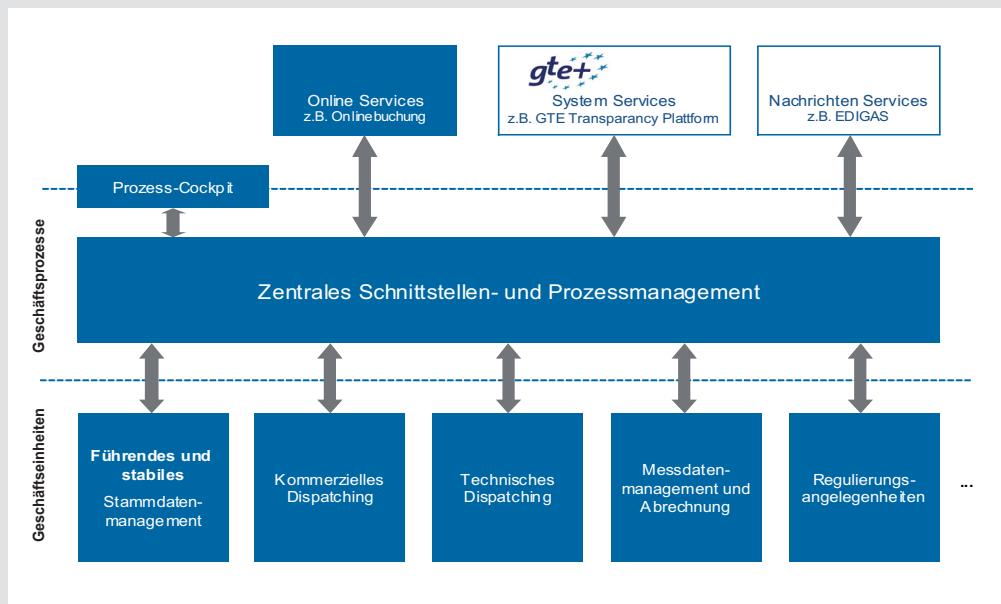 gte+
Online Services
z.B. Onlinebuchung
System Services
z.B. GTE Transparancy Plattform
Nachrichten Services
z.B. EDIGAS
Prozess-Cockpit
Geschäftsprozesse
Zentrales Schnittstellen- und Prozessmanagement
Geschäftseinheiten
Führendes und
stabiles
Stammdaten-
management
Kommerzielles
Dispatching
Technisches
Dispatching
Messdaten-
management und
Abrechnung
Regulierungs-
angelegenheiten
...